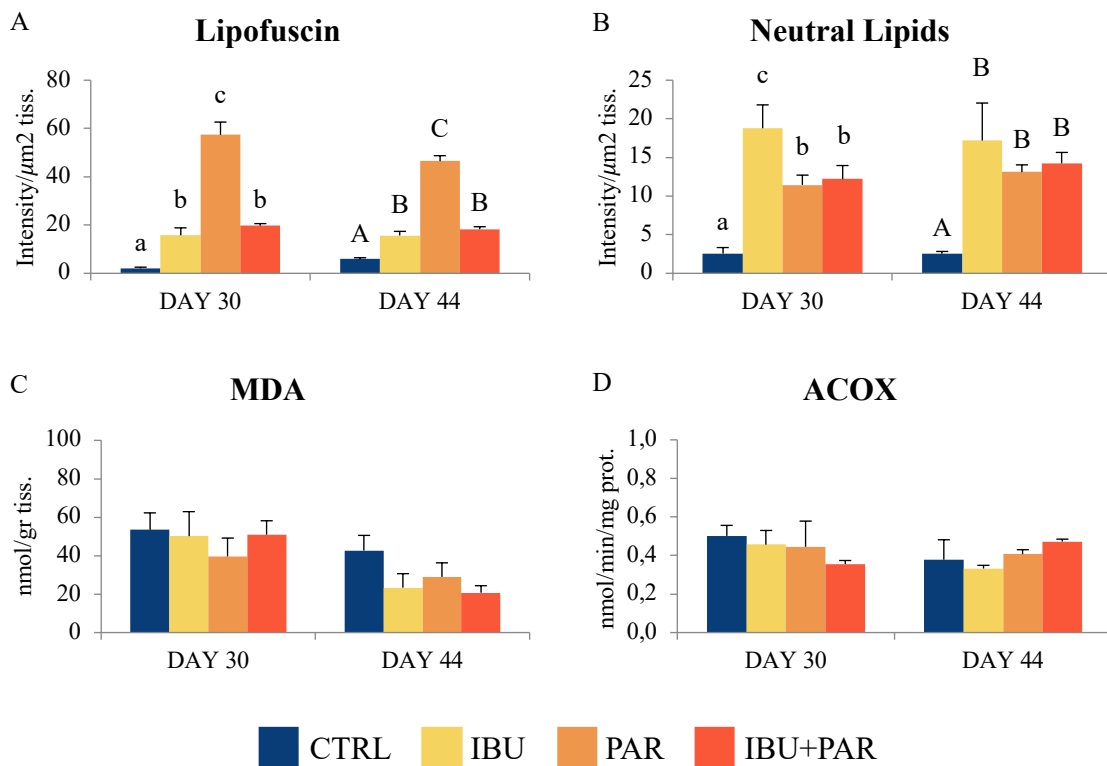 A
Lipofuscin
Intensity/μm2 tiss.
80
60
40
20
0
a
b
c
b
A
B
C
B
DAY 30
DAY 44
B
Neutral Lipids
Intensity/μm2 tiss.
25
20
15
10
5
0
a
c
b
b
A
B
B
B
DAY 30
DAY 44
C
MDA
nmol/gr tiss.
100
80
60
40
20
0
DAY 30
DAY 44
D
ACOX
nmol/min/mg prot.
1,0
0,8
0,6
0,4
0,2
0,0
DAY 30
DAY 44
CTRL IBU PAR IBU+PAR